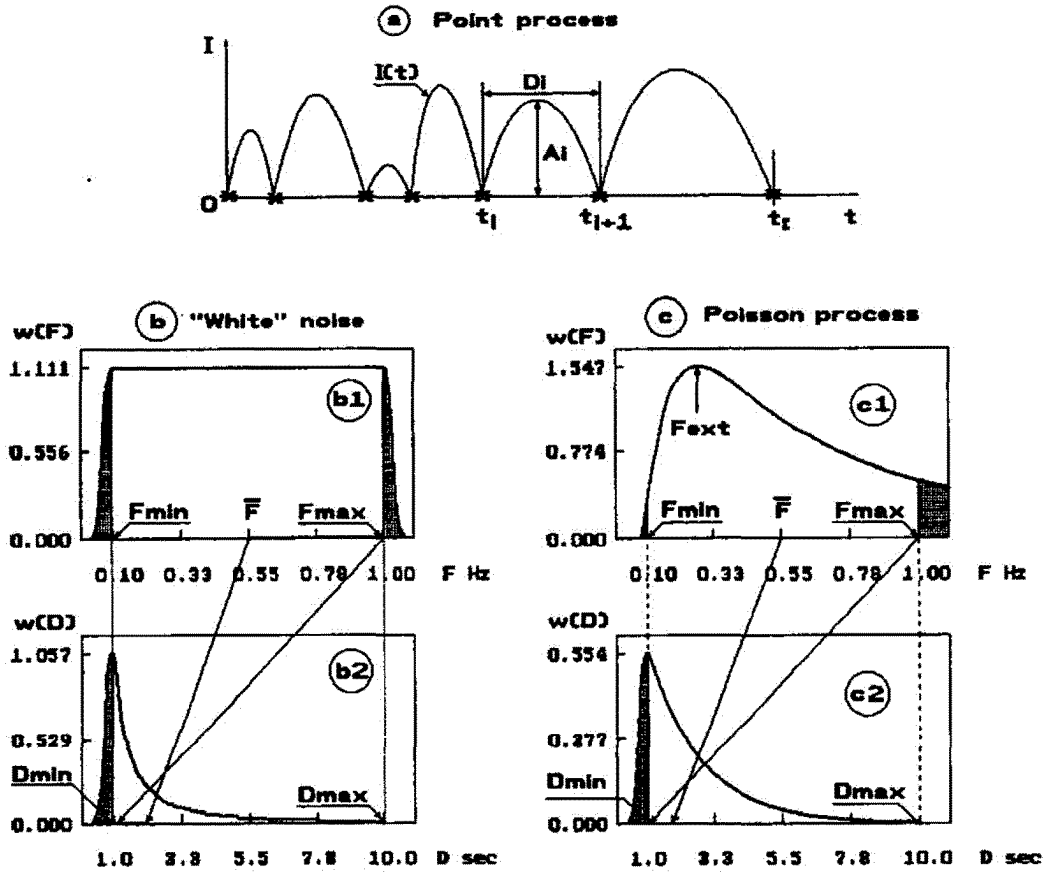 a Point process
I
I(t)
Di
Ai
0
ti
ti+1
tI
t
b "White" noise
w(F)
1.111
0.556
0.000
b1
Fmin
F̅
Fmax
0.10 0.33 0.55 0.78 1.00 F Hz
w(D)
1.057
0.529
0.000
b2
Dmin
Dmax
1.0 3.3 5.5 7.8 10.0 D sec
c Poisson process
w(F)
1.547
0.774
0.000
c1
Fext
Fmin
F̅
Fmax
0.10 0.33 0.55 0.78 1.00 F Hz
w(D)
0.554
0.277
0.000
c2
Dmin
Dmax
1.0 3.3 5.5 7.8 10.0 D sec